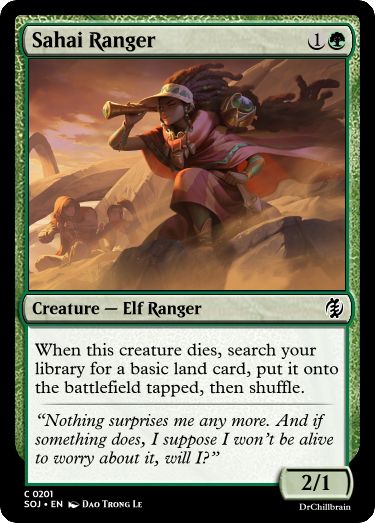 Sahai Ranger 1
Creature — Elf Ranger
When this creature dies, search your
library for a basic land card, put it onto
the battlefield tapped, then shuffle.
“Nothing surprises me any more. And if
something does, I suppose I won’t be alive
to worry about it, will I?”
2/1
C 0201
SOJ • EN Dao Trong Le
DrChillbrain